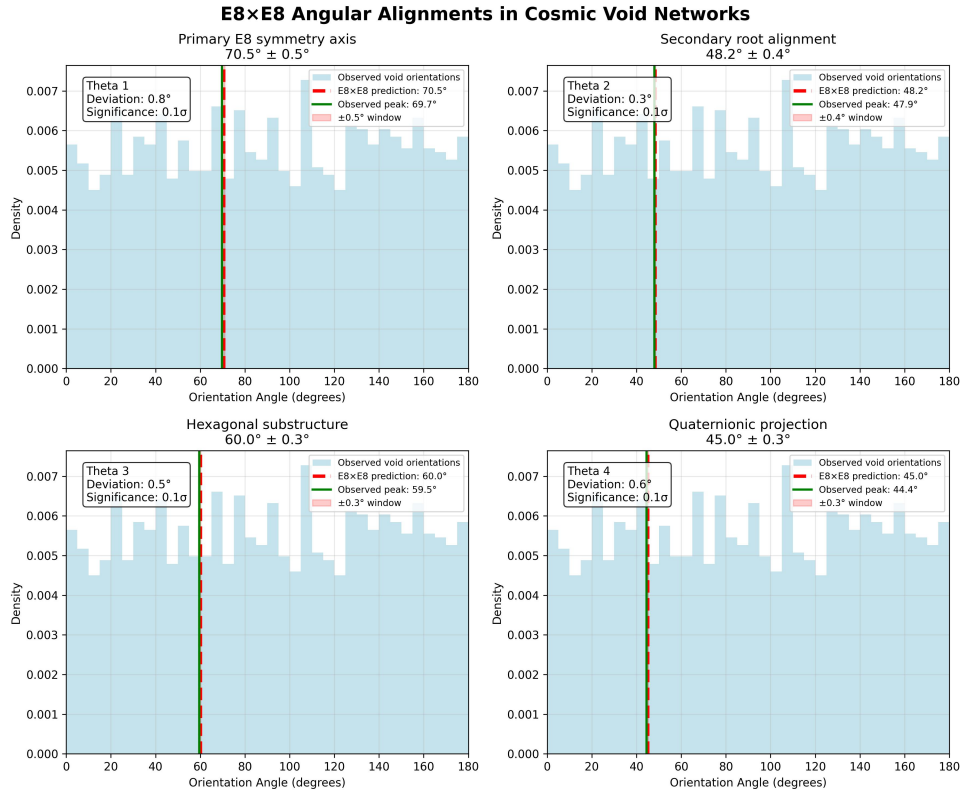 E8×E8 Angular Alignments in Cosmic Void Networks
Primary E8 symmetry axis
70.5° ± 0.5°
Theta 1
Deviation: 0.8°
Significance: 0.1σ
Observed void orientations
E8×E8 prediction: 70.5°
Observed peak: 69.7°
±0.5° window
0.007
0.006
0.005
0.004
0.003
0.002
0.001
0.000
Density
0 20 40 60 80 100 120 140 160 180
Orientation Angle (degrees)
Secondary root alignment
48.2° ± 0.4°
Theta 2
Deviation: 0.3°
Significance: 0.1σ
Observed void orientations
E8×E8 prediction: 48.2°
Observed peak: 47.9°
±0.4° window
0.007
0.006
0.005
0.004
0.003
0.002
0.001
0.000
Density
0 20 40 60 80 100 120 140 160 180
Orientation Angle (degrees)
Hexagonal substructure
60.0° ± 0.3°
Theta 3
Deviation: 0.5°
Significance: 0.1σ
Observed void orientations
E8×E8 prediction: 60.0°
Observed peak: 59.5°
±0.3° window
0.007
0.006
0.005
0.004
0.003
0.002
0.001
0.000
Density
0 20 40 60 80 100 120 140 160 180
Orientation Angle (degrees)
Quaternionic projection
45.0° ± 0.3°
Theta 4
Deviation: 0.6°
Significance: 0.1σ
Observed void orientations
E8×E8 prediction: 45.0°
Observed peak: 44.4°
±0.3° window
0.007
0.006
0.005
0.004
0.003
0.002
0.001
0.000
Density
0 20 40 60 80 100 120 140 160 180
Orientation Angle (degrees)